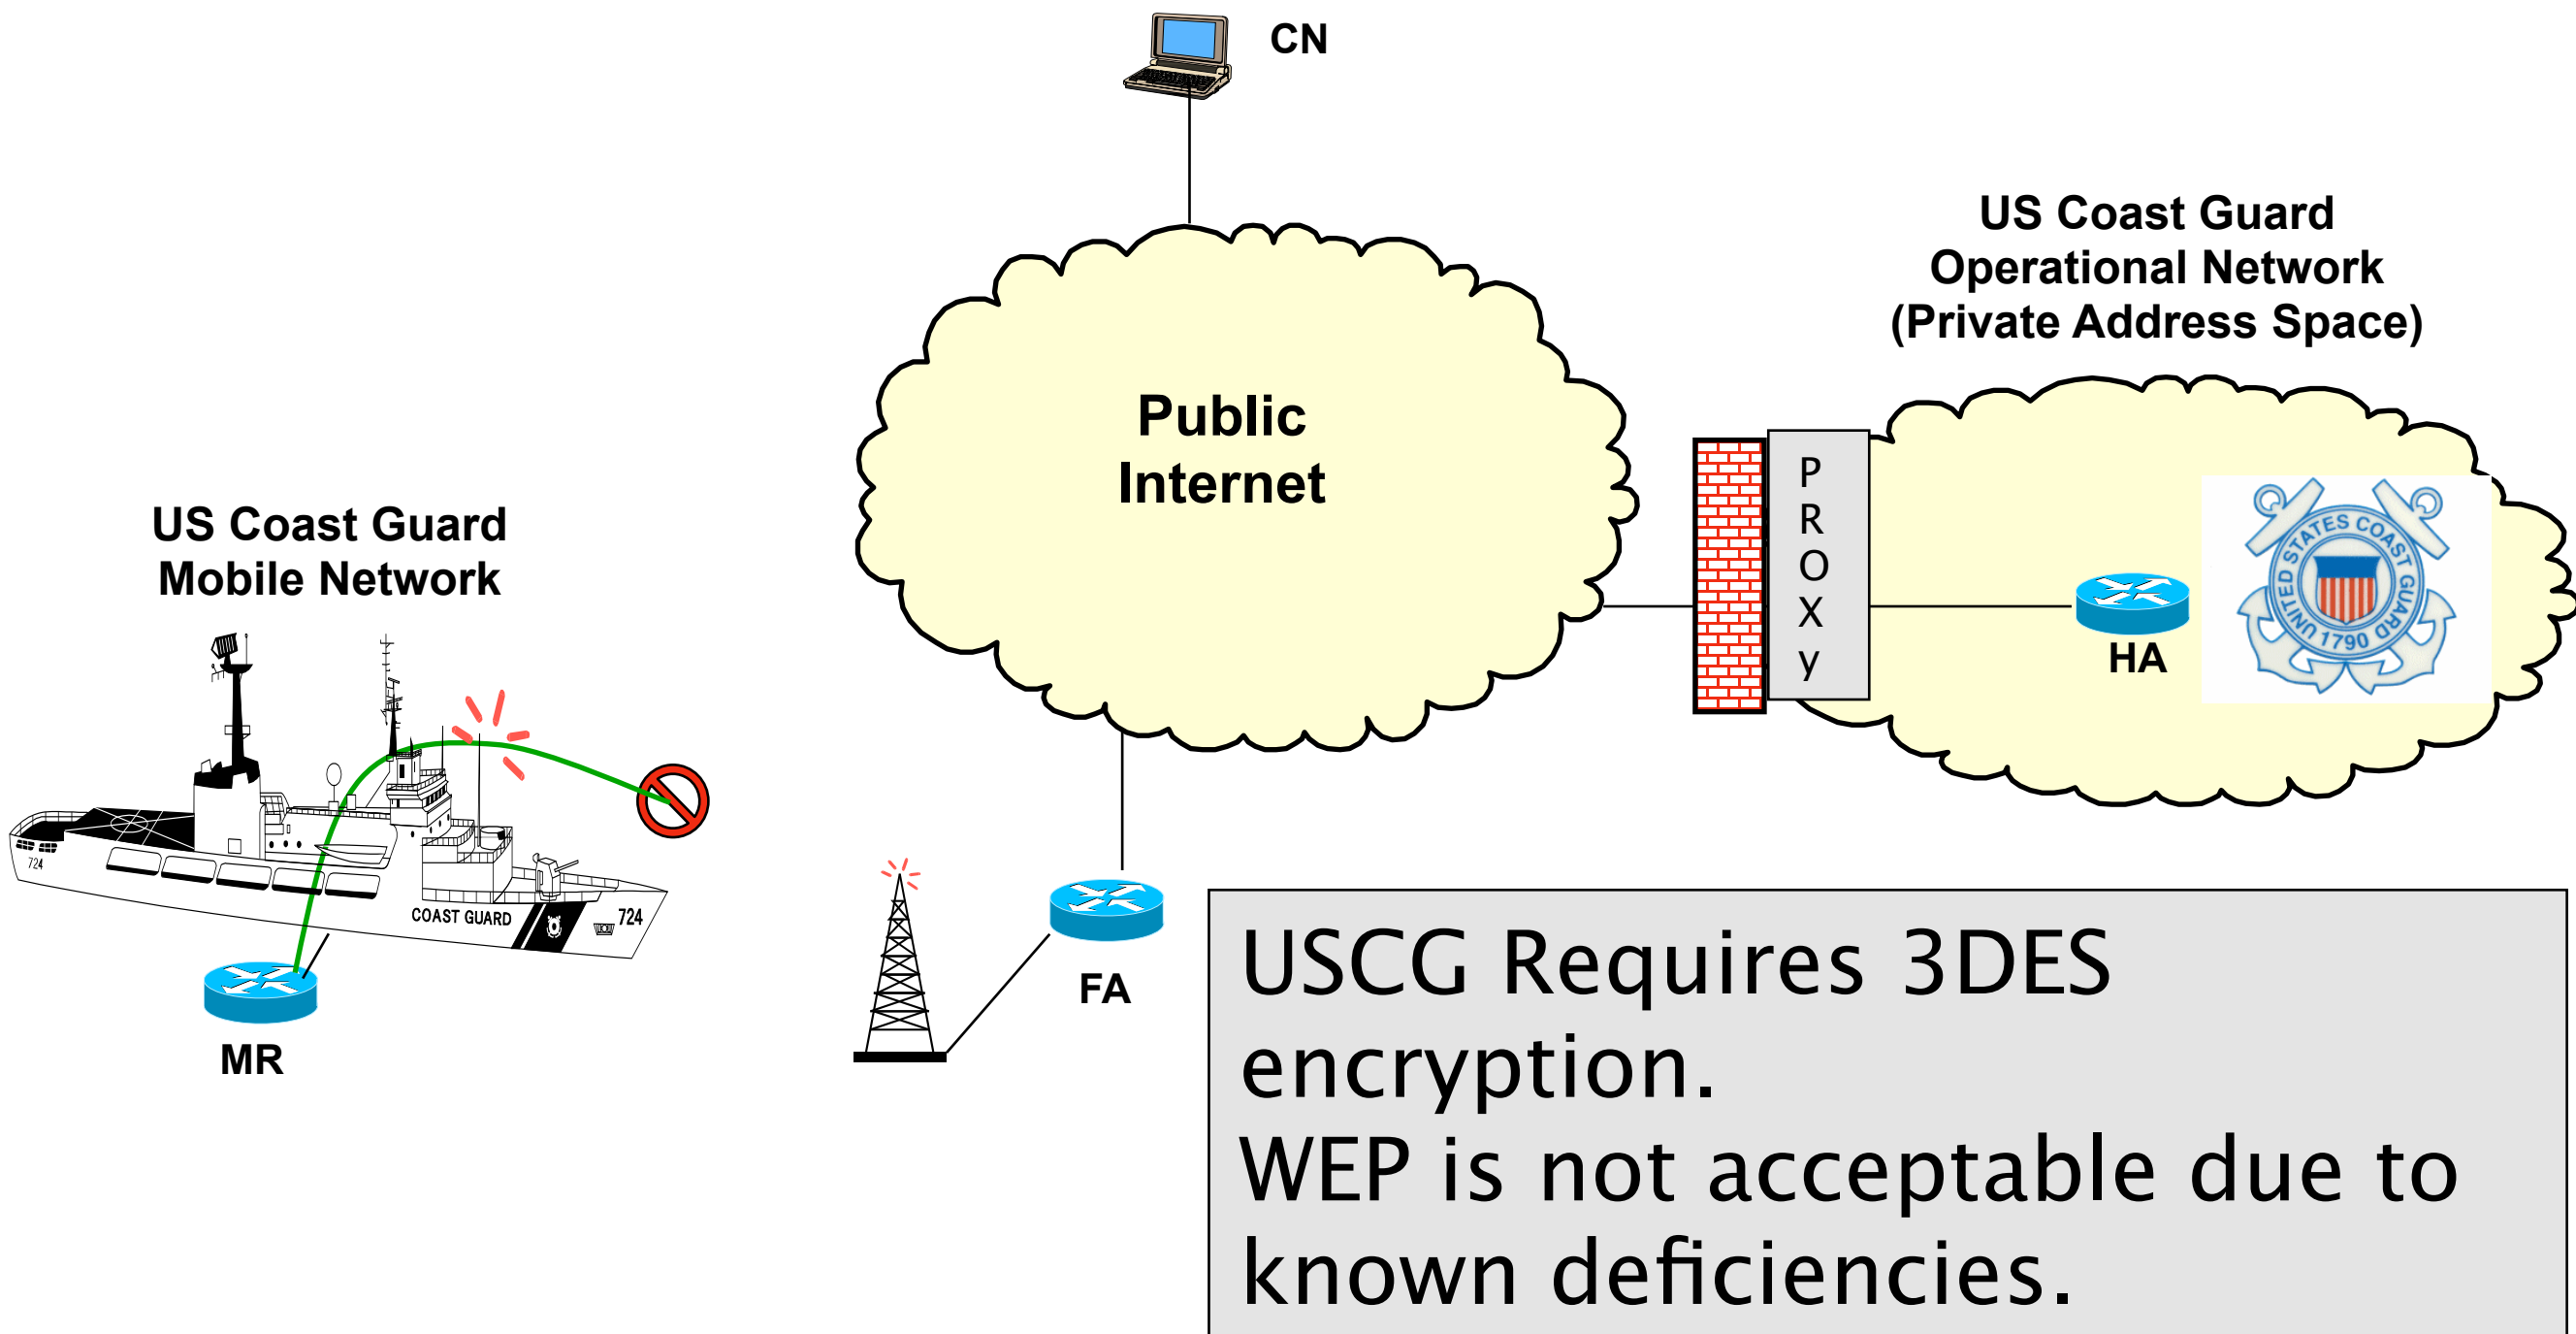 CN
US Coast Guard
Operational Network
(Private Address Space)
Public
Internet
P
R
O
X
y
US Coast Guard
Mobile Network
UNITED STATES COAST GUARD
1790
HA
724
COAST GUARD
724
MR
FA
USCG Requires 3DES
encryption.
WEP is not acceptable due to
known deficiencies.